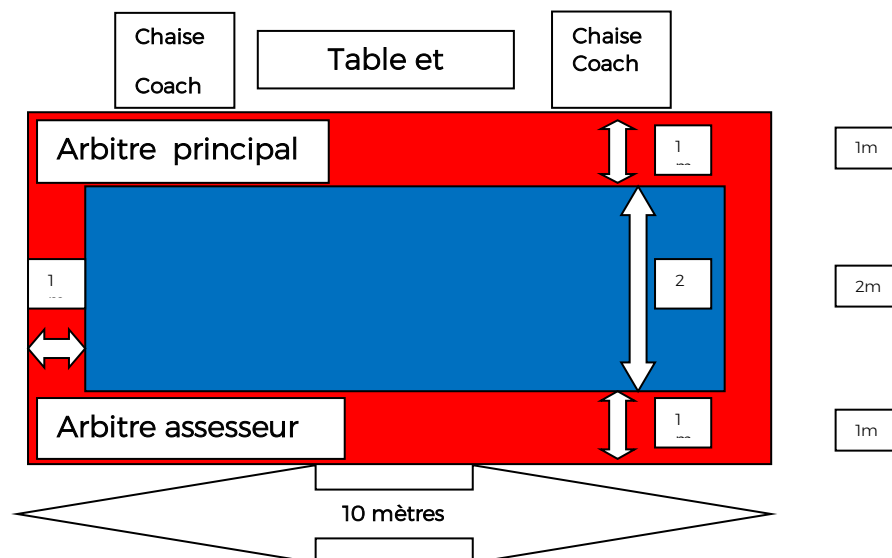 Chaise
Coach
Table et
Chaise
Coach
Arbitre principal
1
1m
1
2
2m
Arbitre assesseur
1
1m
10 mètres